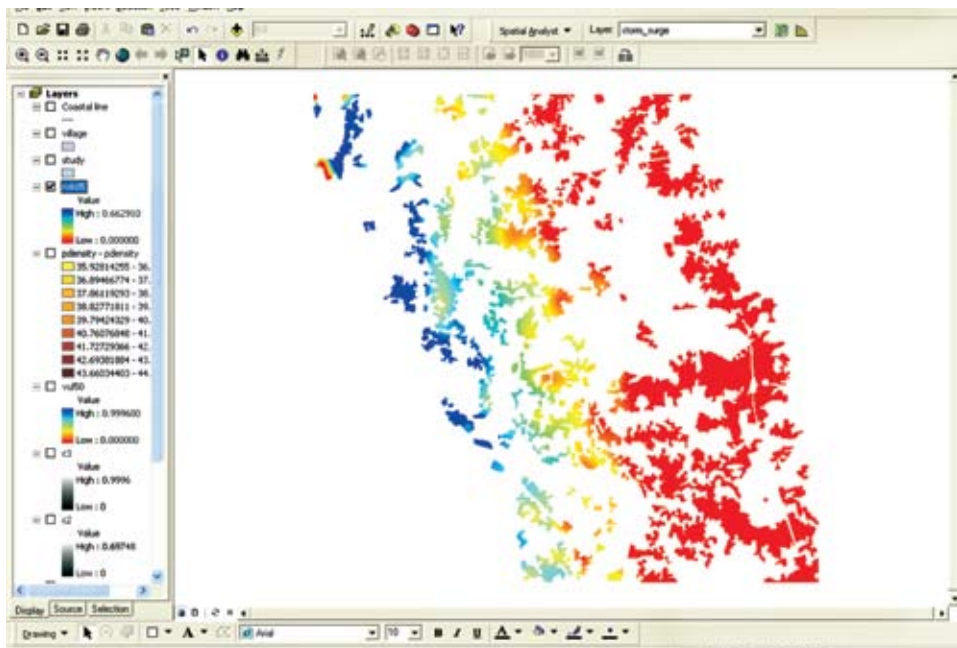 Spatial Analyst Layer: storm_surge
Layers
Coastal line
village
study
Value
High : 0.662910
Low : 0.000000
pdensity - pdensity
35.92814255 - 36.
36.89466774 - 37.
37.86119293 - 38.
38.82771811 - 39.
39.79424329 - 40.
40.76076848 - 41.
41.72729366 - 42.
42.69381884 - 43.
43.66034403 - 44.
vuf50
Value
High : 0.999600
Low : 0.000000
c3
Value
High : 0.9996
Low : 0
c2
Value
High : 0.69748
Low : 0
Display Source Selection
Drawing A Arial 10 B I U A